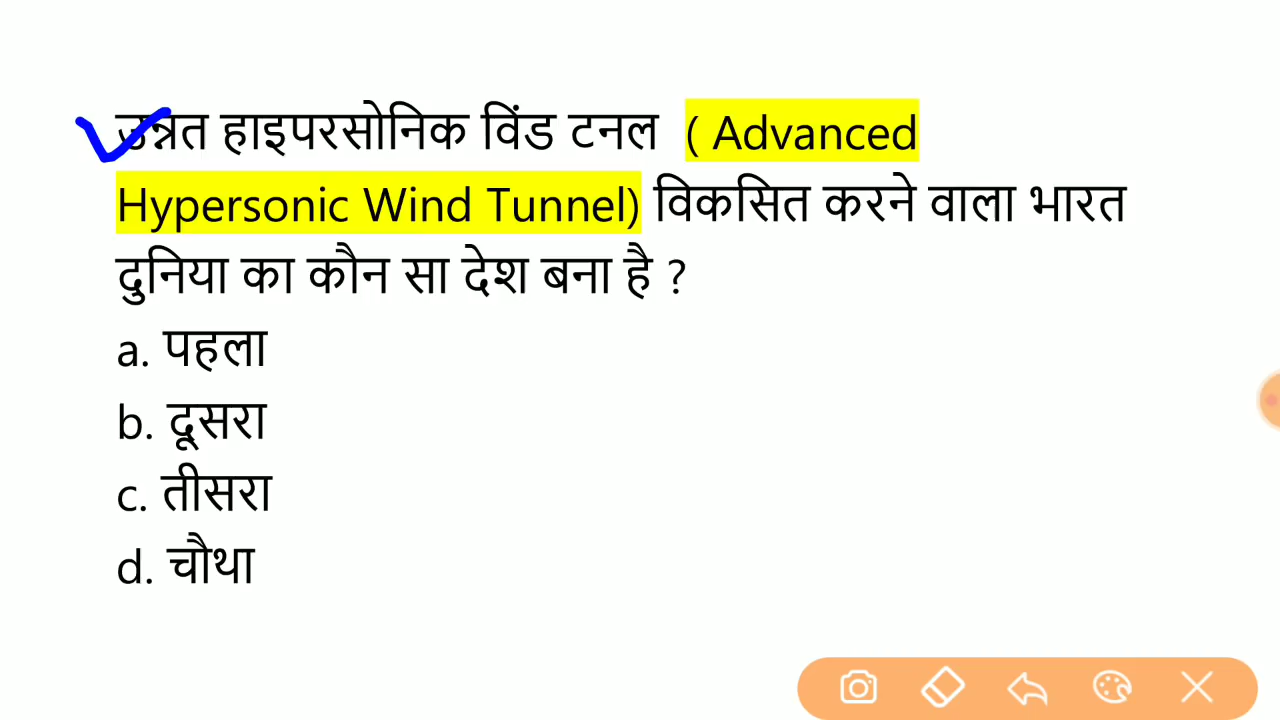 उन्नत हाइपरसोनिक विंड टनल ( Advanced
Hypersonic Wind Tunnel) विकसित करने वाला भारत
दुनिया का कौन सा देश बना है ?
a. पहला
b. दूसरा
c. तीसरा
d. चौथा